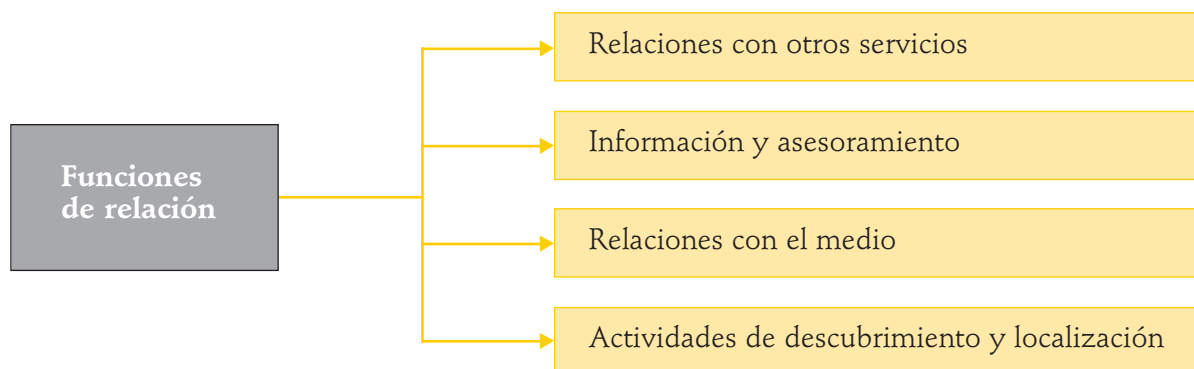 Funciones
de relación
Relaciones con otros servicios
Información y asesoramiento
Relaciones con el medio
Actividades de descubrimiento y localización